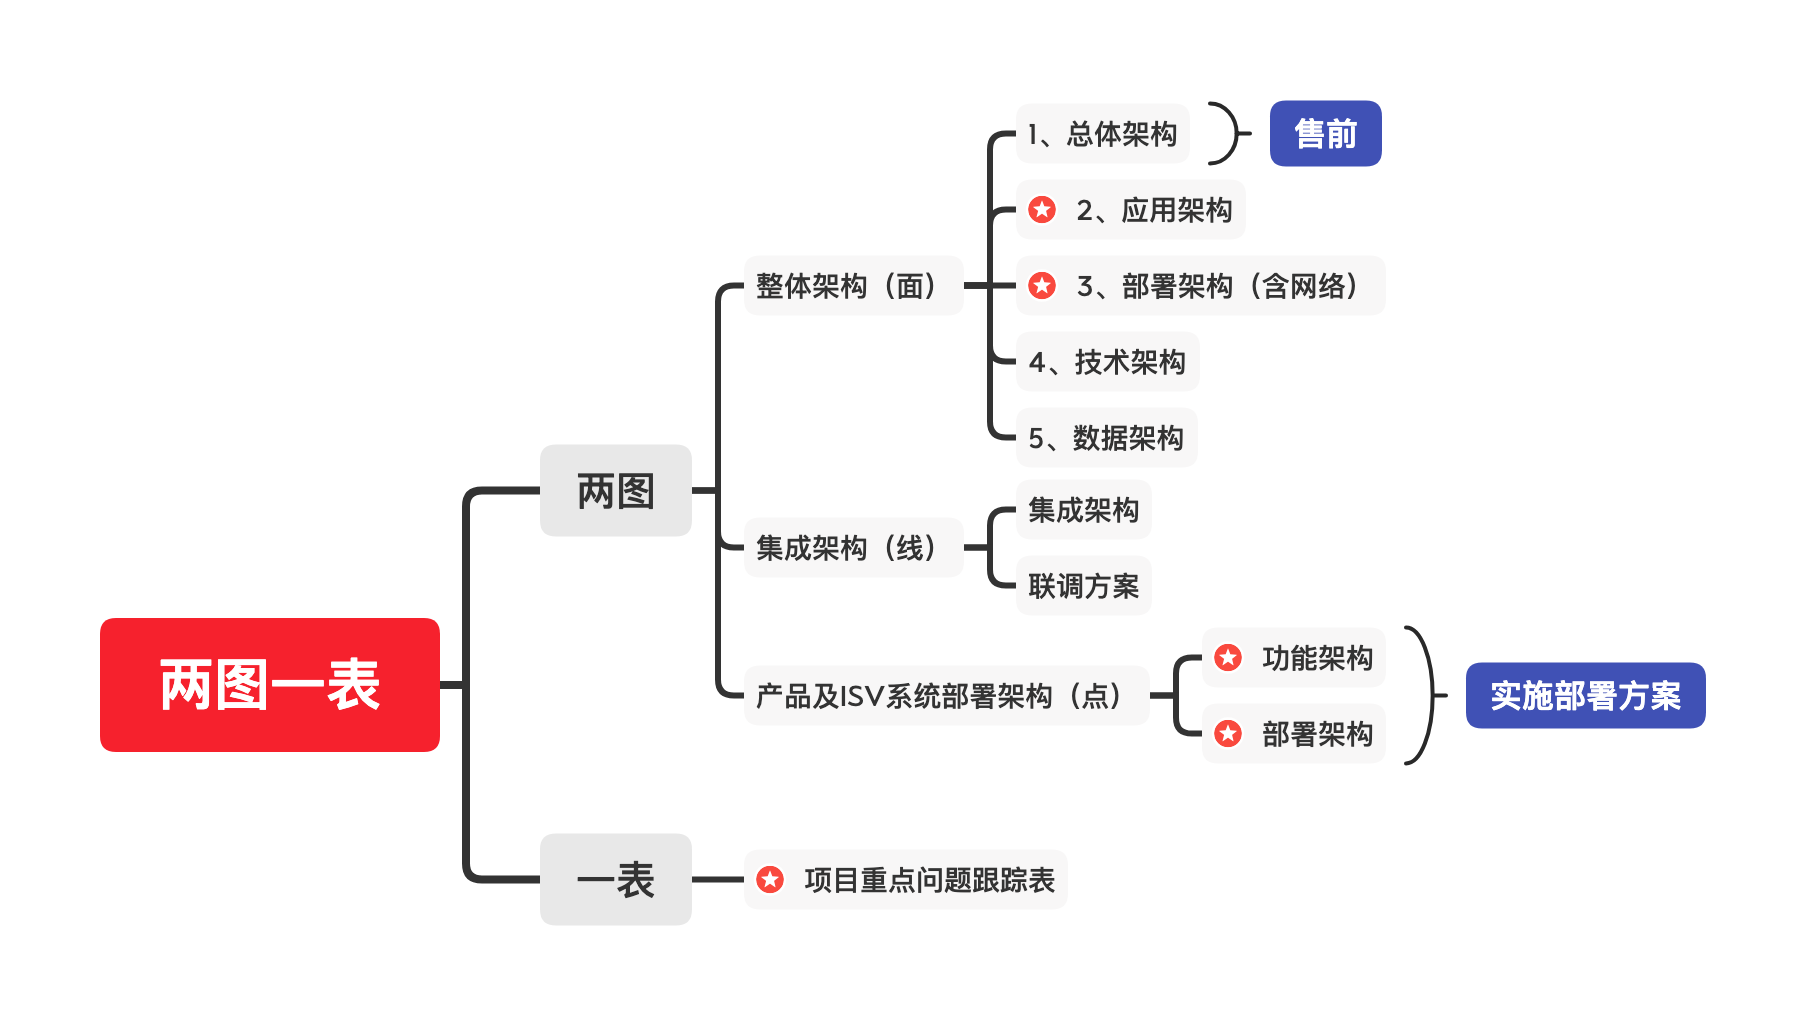 两图一表
两图
整体架构（面）
1、总体架构
售前
2、应用架构
3、部署架构（含网络）
4、技术架构
5、数据架构
集成架构（线）
集成架构
联调方案
产品及ISV系统部署架构（点）
功能架构
部署架构
实施部署方案
一表
项目重点问题跟踪表